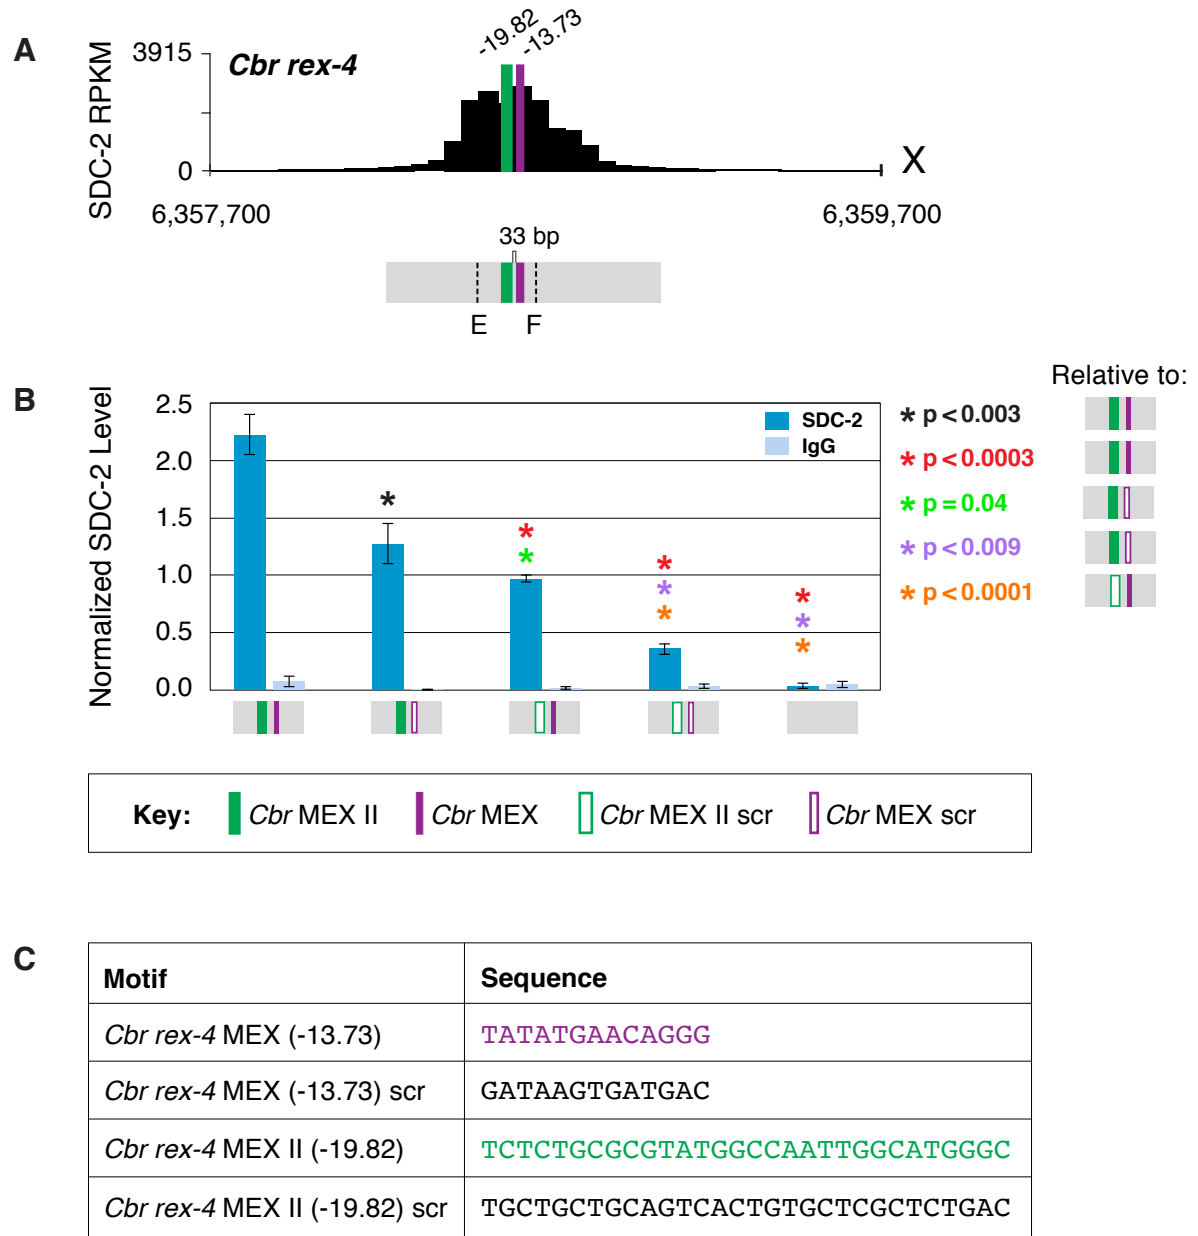 A
SDC-2 RPKM
3915
0
Cbr rex-4
-19.82
-13.73
X
6,357,700
6,359,700
33 bp
E
F
B
Normalized SDC-2 Level
2.5
2.0
1.5
1.0
0.5
0.0
SDC-2
IgG
*
* *
* * *
* * *
Relative to:
* p < 0.003
* p < 0.0003
* p = 0.04
* p < 0.009
* p < 0.0001
Key: Cbr MEX II Cbr MEX Cbr MEX II scr Cbr MEX scr
C
Motif Sequence
Cbr rex-4 MEX (-13.73) TATATGAACAGGG
Cbr rex-4 MEX (-13.73) scr GATAAGTGATGAC
Cbr rex-4 MEX II (-19.82) TCTCTGCGCGTATGGCCAATTGGCATGGGC
Cbr rex-4 MEX II (-19.82) scr TGCTGCTGCAGTCACTGTGCTCGCTCTGAC